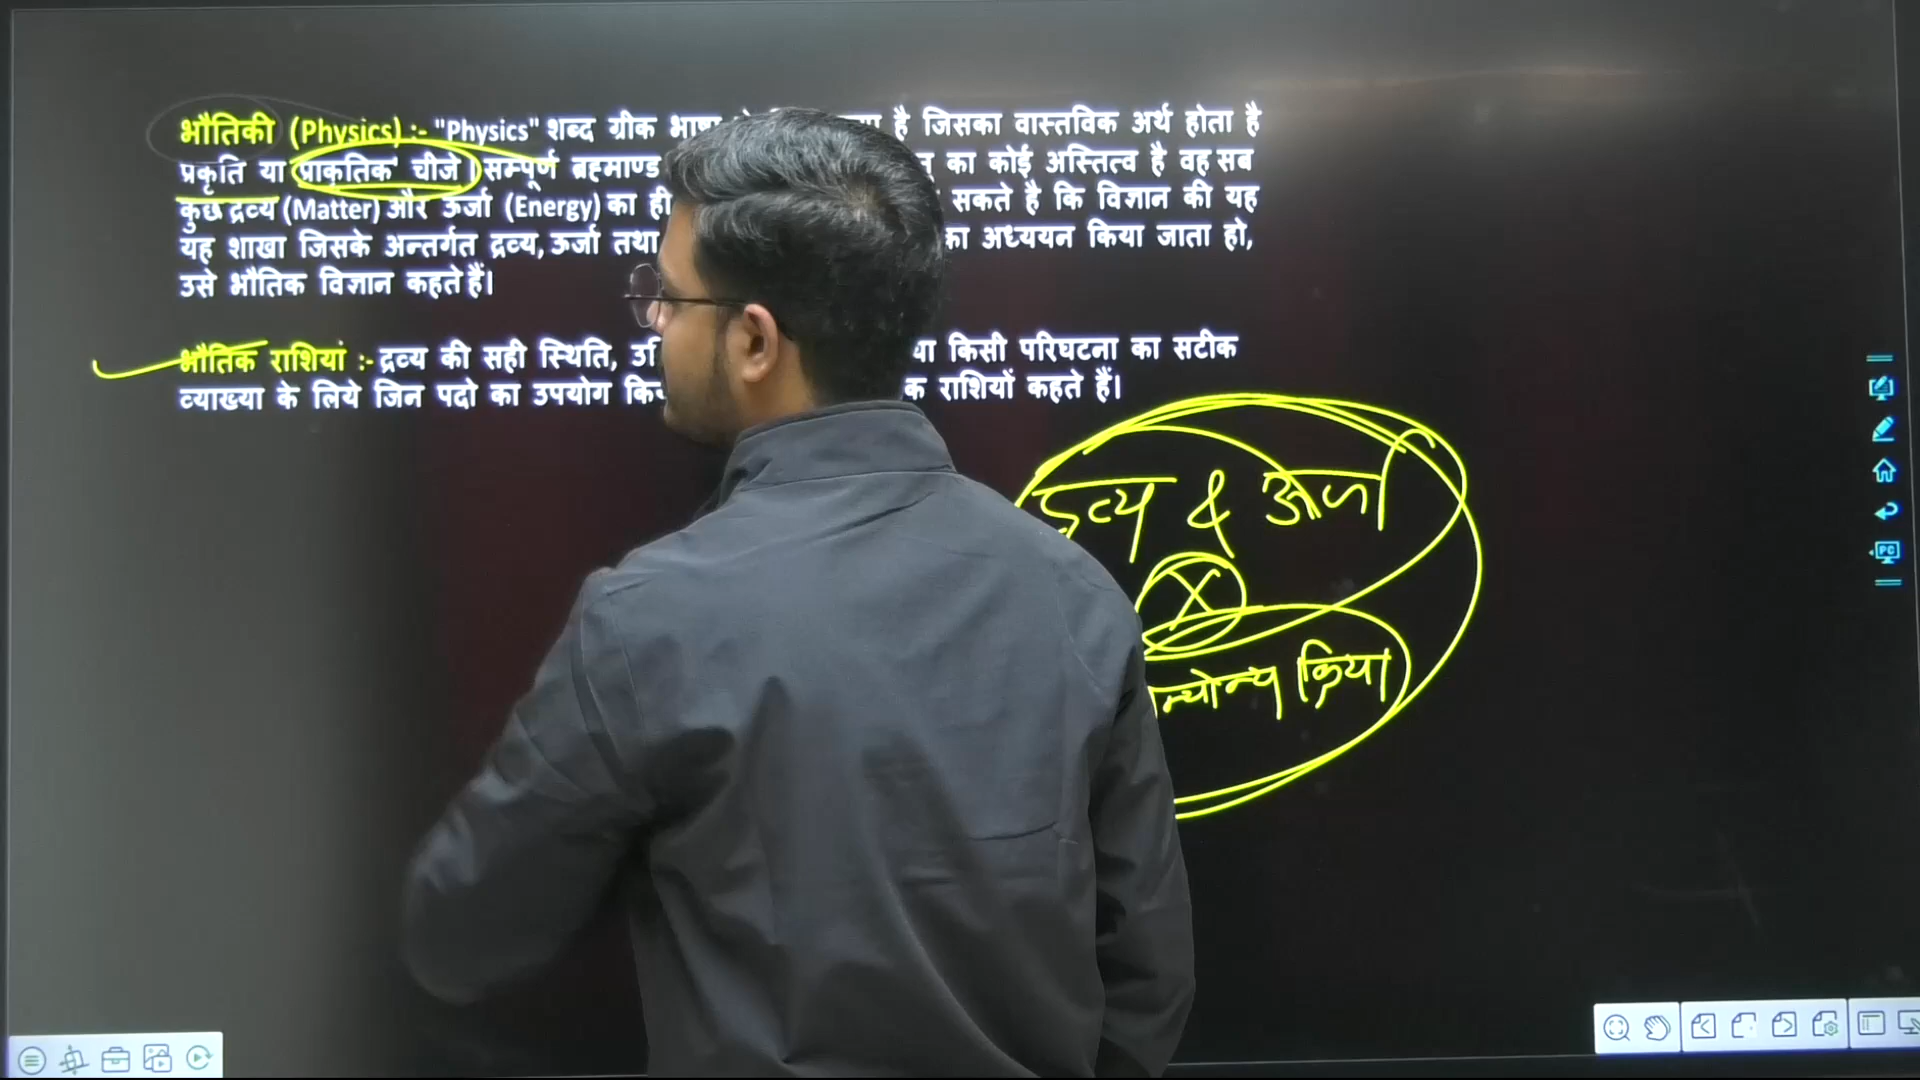 भौतिकी (Physics) :- "Physics" शब्द ग्रीक भाषा है जिसका वास्तविक अर्थ होता है
प्रकृति या 'प्राकृतिक' चीजे। सम्पूर्ण ब्रह्माण्ड का कोई अस्तित्व है वह सब
कुछ द्रव्य (Matter) और ऊर्जा (Energy) का ही सकते है कि विज्ञान की यह
यह शाखा जिसके अन्तर्गत द्रव्य, ऊर्जा तथा का अध्ययन किया जाता हो,
उसे भौतिक विज्ञान कहते हैं।
भौतिक राशियां :- द्रव्य की सही स्थिति, या किसी परिघटना का सटीक
व्याख्या के लिये जिन पदो का उपयोग राशियों कहते हैं।
द्रव्य & ऊर्जा
X
क्रिया
PC